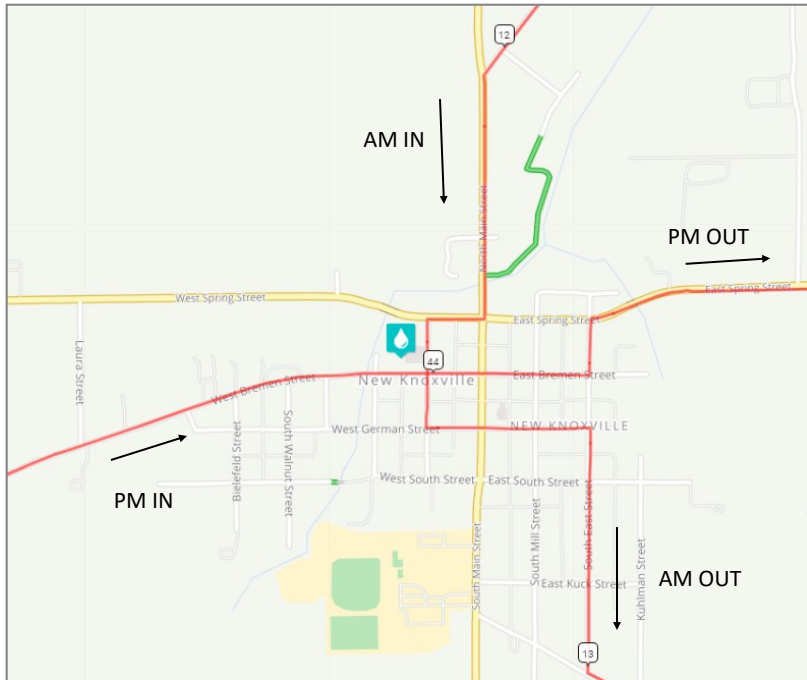 12
AM IN
North Main Street
PM OUT
East Spring Street
West Spring Street
East Spring Street
Laura Street
44
West Bremen Street
New Knoxville
East Bremen Street
West German Street
NEW KNOXVILLE
Bielefeld Street
South Walnut Street
West South Street
East South Street
PM IN
South Main Street
South Mill Street
South East Street
East Kuck Street
Kuhlman Street
AM OUT
13